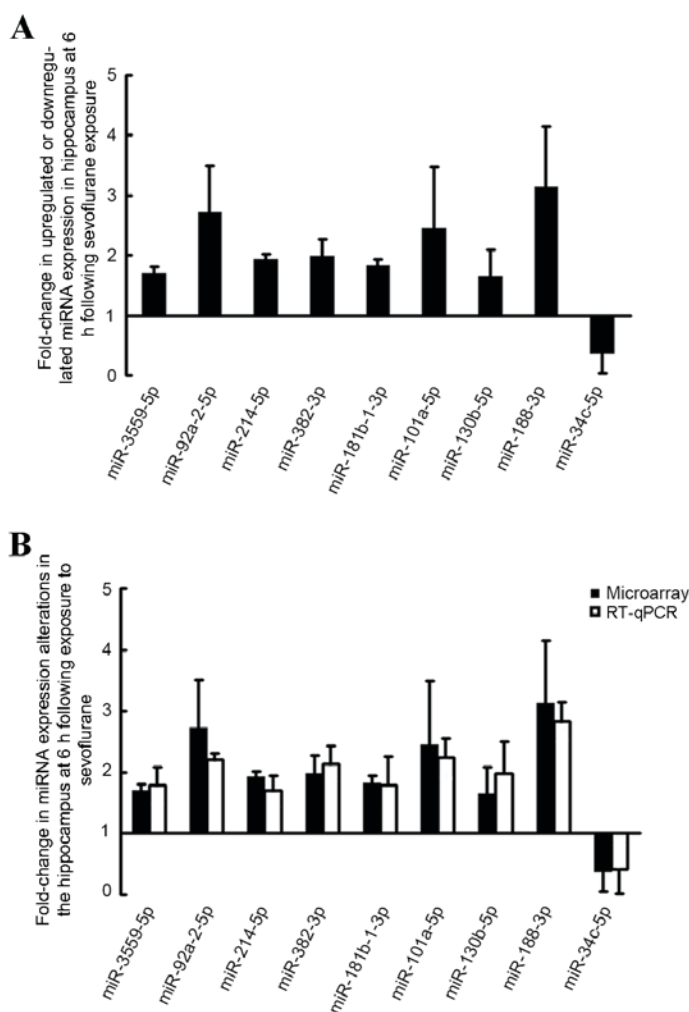 A
Fold-change in upregulated or downregu-
lated miRNA expression in hippocampus at 6
h following sevoflurane exposure
5
4
3
2
1
0
miR-3559-5p
miR-92a-2-5p
miR-214-5p
miR-382-3p
miR-181b-1-3p
miR-101a-5p
miR-130b-5p
miR-188-3p
miR-34c-5p
B
Fold-change in miRNA expression alterations in
the hippocampus at 6 h following exposure to
sevoflurane
5
4
3
2
1
0
Microarray
RT-qPCR
miR-3559-5p
miR-92a-2-5p
miR-214-5p
miR-382-3p
miR-181b-1-3p
miR-101a-5p
miR-130b-5p
miR-188-3p
miR-34c-5p